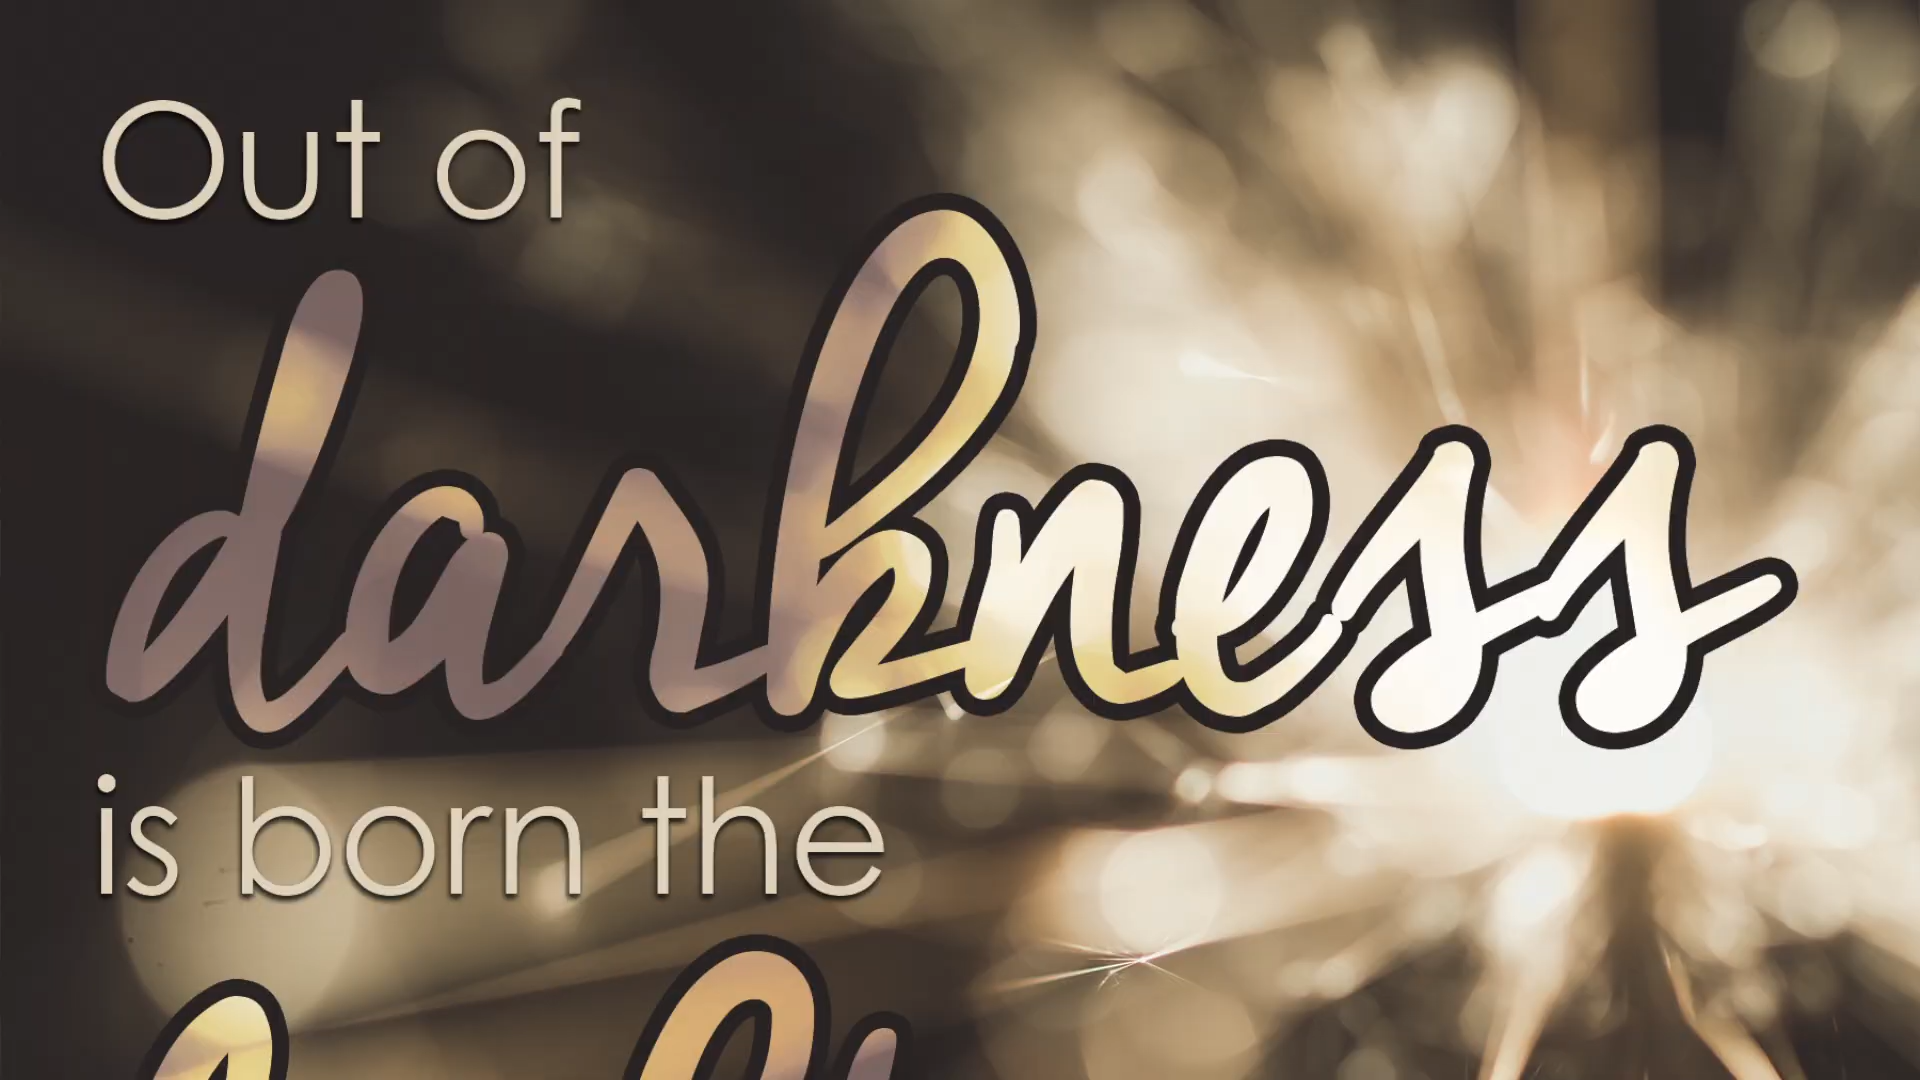 Out of
darkness
is born the